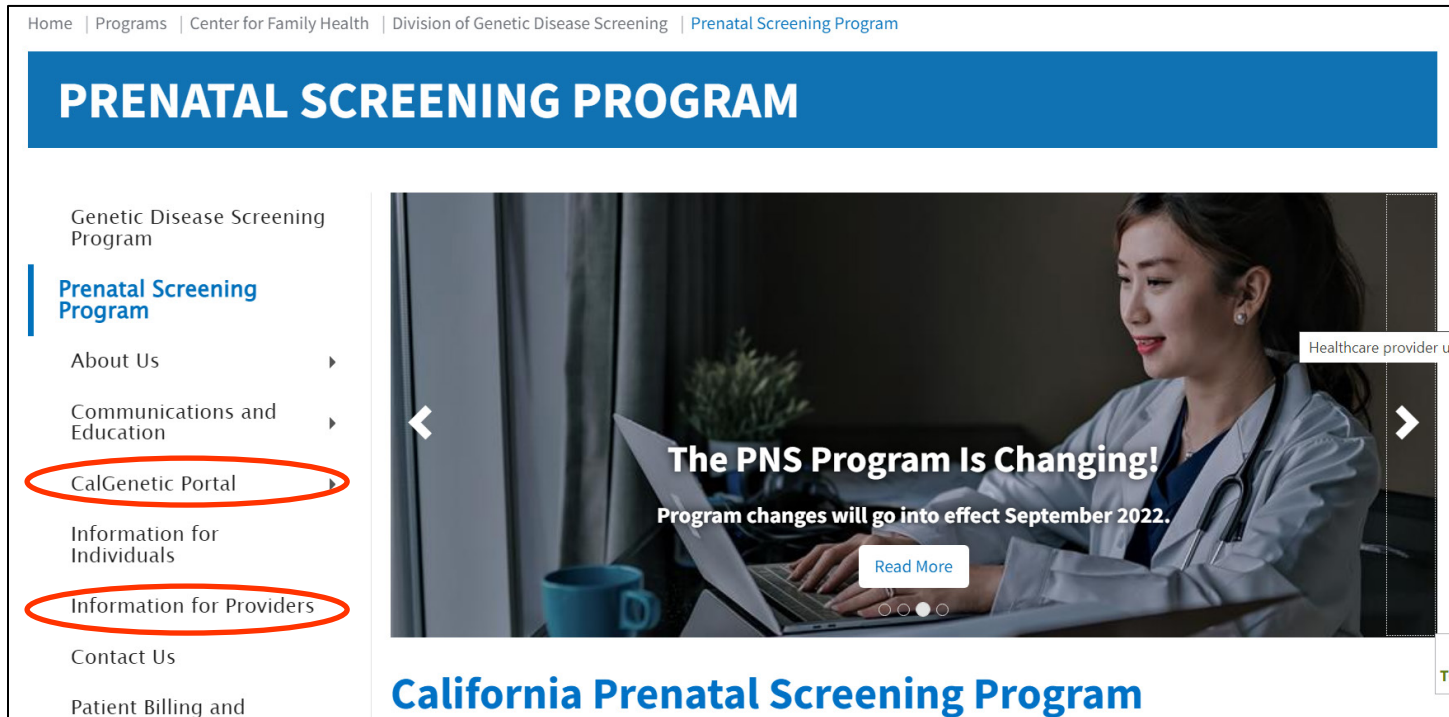 Home | Programs | Center for Family Health | Division of Genetic Disease Screening | Prenatal Screening Program
PRENATAL SCREENING PROGRAM
Genetic Disease Screening
Program
Prenatal Screening
Program
About Us
Communications and
Education
CalGenetic Portal
Information for
Individuals
Information for Providers
Contact Us
Patient Billing and
The PNS Program Is Changing!
Program changes will go into effect September 2022.
Read More
Healthcare provider u
T
California Prenatal Screening Program